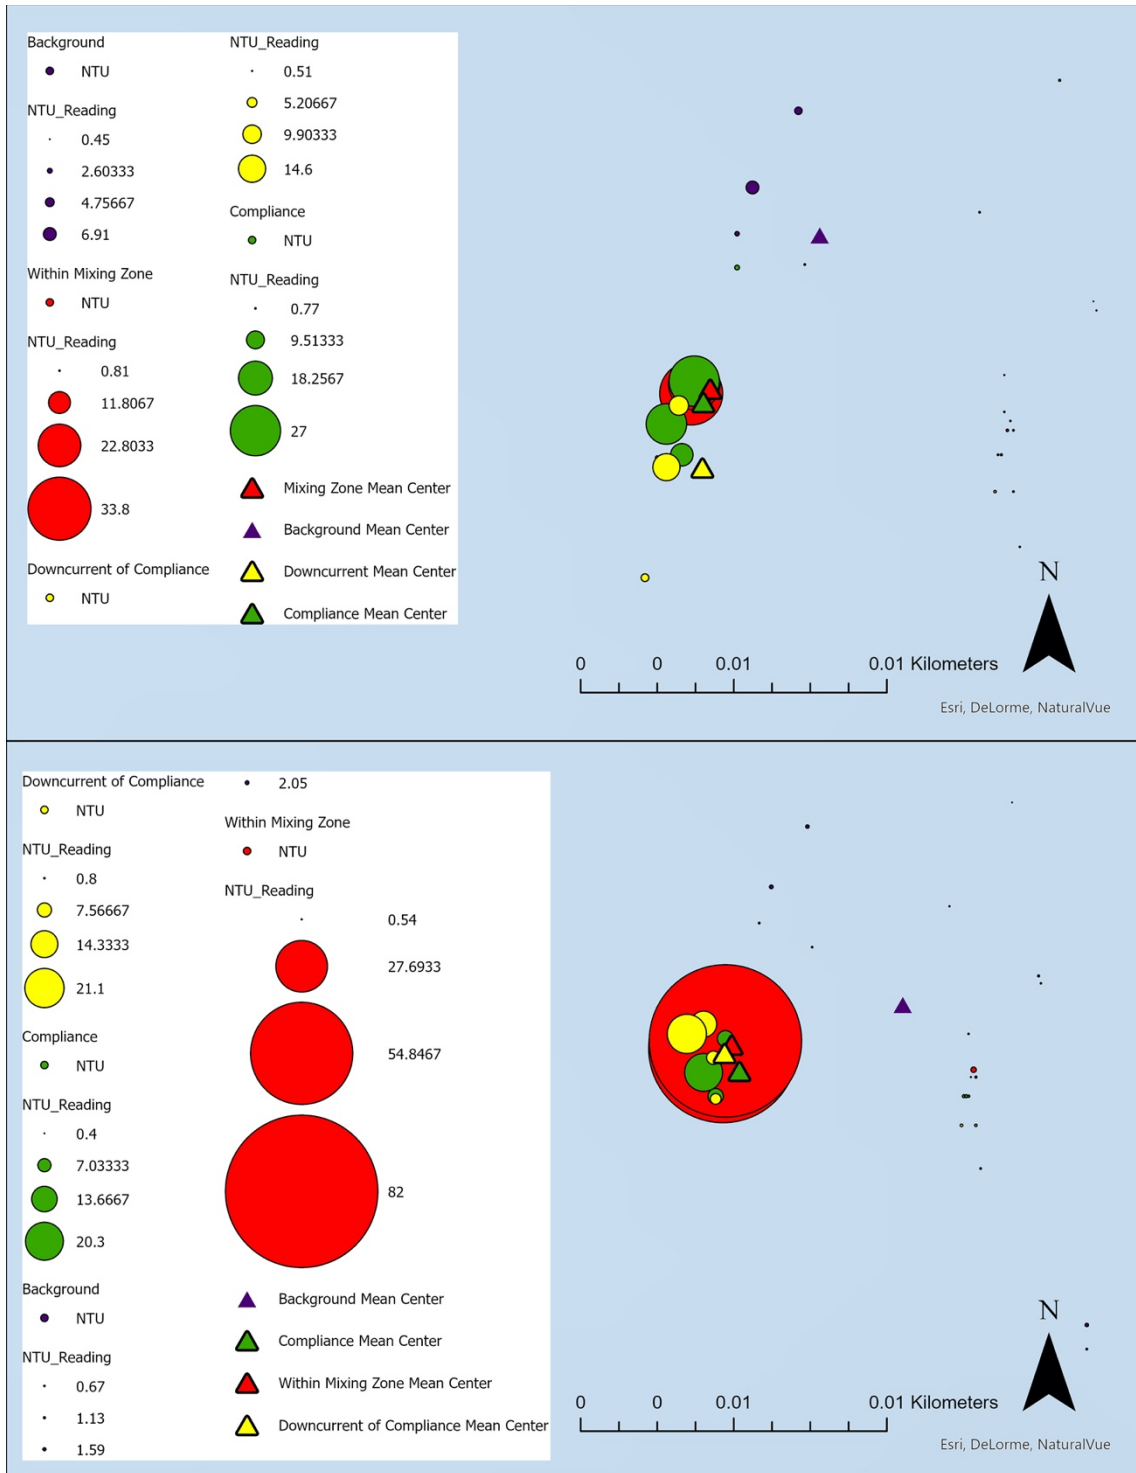 Background
NTU
NTU_Reading
0.45
2.60333
4.75667
6.91
Within Mixing Zone
NTU
NTU_Reading
0.81
11.8067
22.8033
33.8
Downcurrent of Compliance
NTU
NTU_Reading
0.51
5.20667
9.90333
14.6
Compliance
NTU
NTU_Reading
0.77
9.51333
18.2567
27
Mixing Zone Mean Center
Background Mean Center
Downcurrent Mean Center
Compliance Mean Center
N
0 0 0.01 0.01 Kilometers
Esri, DeLorme, NaturalVue
Downcurrent of Compliance
NTU
NTU_Reading
0.8
7.56667
14.3333
21.1
Compliance
NTU
NTU_Reading
0.4
7.03333
13.6667
20.3
Background
NTU
NTU_Reading
0.67
1.13
1.59
2.05
Within Mixing Zone
NTU
NTU_Reading
0.54
27.6933
54.8467
82
Background Mean Center
Compliance Mean Center
Within Mixing Zone Mean Center
Downcurrent of Compliance Mean Center
N
0 0 0.01 0.01 Kilometers
Esri, DeLorme, NaturalVue